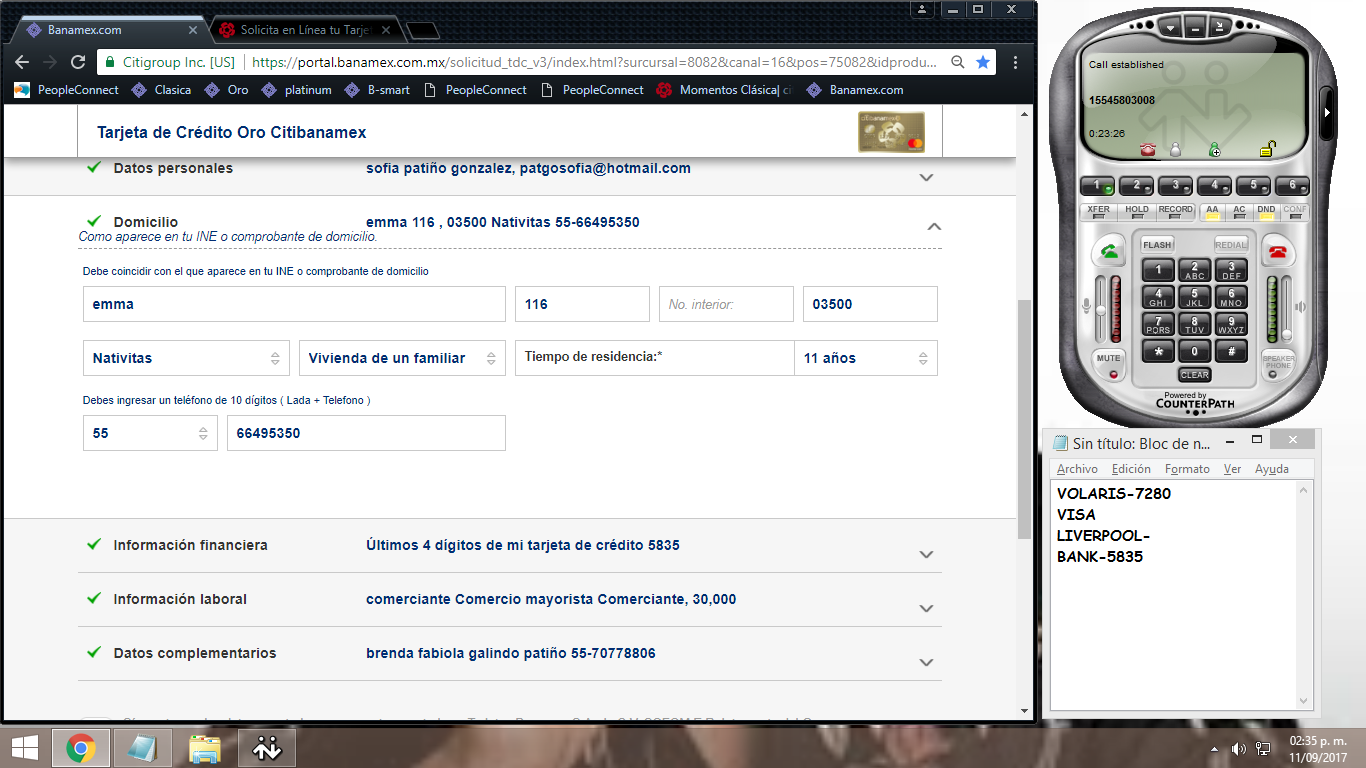 Banamex.com
Solicita en Línea tu Tarje
Citigroup Inc. [US]
https://portal.banamex.com.mx/solicitud_tdc_v3/index.html?sursursal=8082&canal=16&pos=75082&idprodu...
PeopleConnect
Clasica
Oro
platinum
B-smart
PeopleConnect
PeopleConnect
Momentos Clásica| ci
Banamex.com
Tarjeta de Crédito Oro Citibanamex
Datos personales
sofia patiño gonzalez, patgosofia@hotmail.com
Domicilio
emma 116 , 03500 Nativitas 55-66495350
Como aparece en tu INE o comprobante de domicilio.
Debe coincidir con el que aparece en tu INE o comprobante de domicilio
emma
116
No. interior:
03500
Nativitas
Vivienda de un familiar
Tiempo de residencia:*
11 años
Debes ingresar un teléfono de 10 dígitos ( Lada + Telefono )
55
66495350
Información financiera
Últimos 4 dígitos de mi tarjeta de crédito 5835
Información laboral
comerciante Comercio mayorista Comerciante, 30,000
Datos complementarios
brenda fabiola galindo patiño 55-70778806
Call established
15545803008
0:23:26
1 2 3 4 5 6
XFER HOLD RECORD AA AC DND CONF
FLASH REDIAL
1 2 3
ABC DEF
4 5 6
GHI JKL MNO
7 8 9
PQRS TUV WXYZ
* 0 #
MUTE
SPEAKER
PHONE
CLEAR
Powered by
COUNTERPATH
Sin título: Bloc de n...
Archivo Edición Formato Ver Ayuda
VOLARIS-7280
VISA
LIVERPOOL-
BANK-5835
02:35 p. m.
11/09/2017